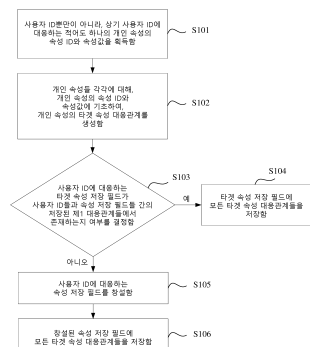 사용자 ID뿐만이 아니라, 상기 사용자 ID에
대응하는 적어도 하나의 개인 속성의
속성 ID와 속성값을 획득함
S101
개인 속성들 각각에 대해,
개인 속성의 속성 ID와
속성값에 기초하여,
개인 속성의 타겟 속성 대응관계를
생성함
S102
사용자 ID에 대응하는
타겟 속성 저장 필드가
사용자 ID들과 속성 저장 필드들 간의
저장된 제1 대응관계들에서
존재하는지 여부를 결정함
S103
예
S104
타겟 속성 저장 필드에
모든 타겟 속성 대응관계들을
저장함
아니오
사용자 ID에 대응하는
속성 저장 필드를 창설함
S105
창설된 속성 저장 필드에
모든 타겟 속성 대응관계들을 저장함
S106